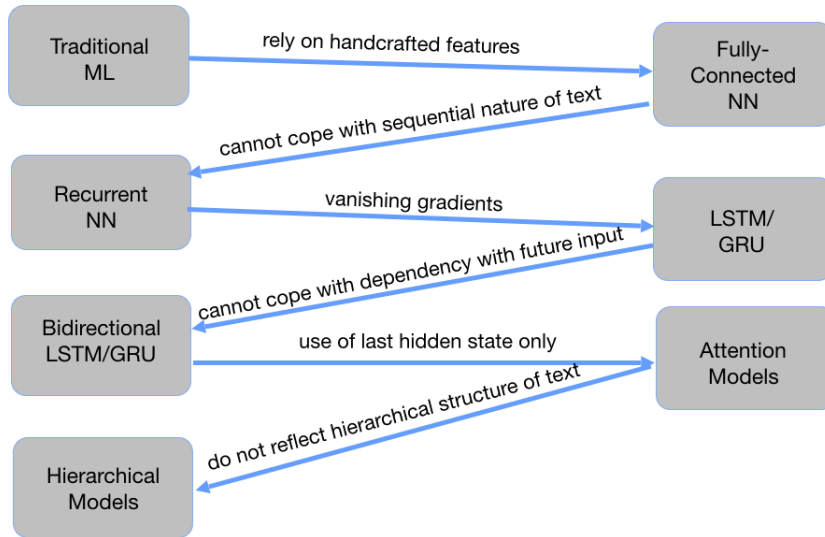 Traditional
ML
rely on handcrafted features
Fully-
Connected
NN
cannot cope with sequential nature of text
Recurrent
NN
vanishing gradients
LSTM/
GRU
cannot cope with dependency with future input
Bidirectional
LSTM/GRU
use of last hidden state only
Attention
Models
do not reflect hierarchical structure of text
Hierarchical
Models